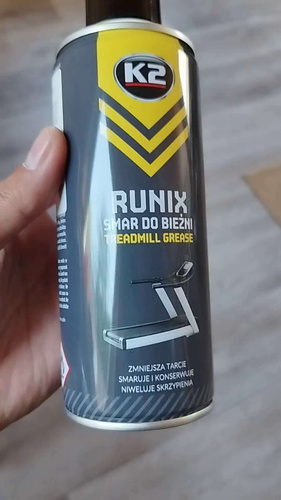 K2
RUNIX
SMAR DO BIEŻNI
TREADMILL GREASE
ZMNIEJSZA TARCIE
SMARUJE I KONSERWUJE
NIWELUJE SKRZYPIENIA